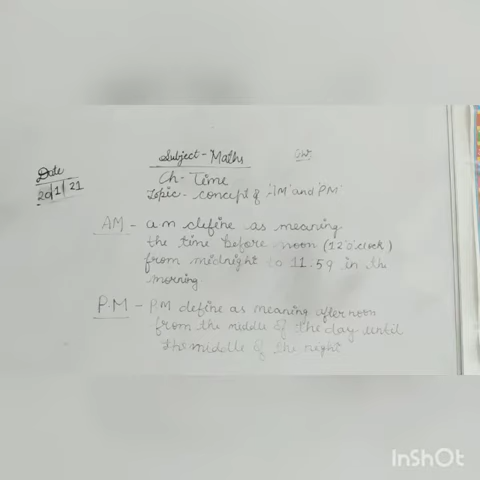 Subject - Maths
C.W.
Date
20/1/21
Ch - Time
Topic - concept of 'AM' and 'PM'
AM - a m define as meaning
the time before noon (12 o'clock)
from midnight to 11.59 in the
morning
P.M - P.M define as meaning afternoon
from the middle of the day until
the middle of the night
InShOt